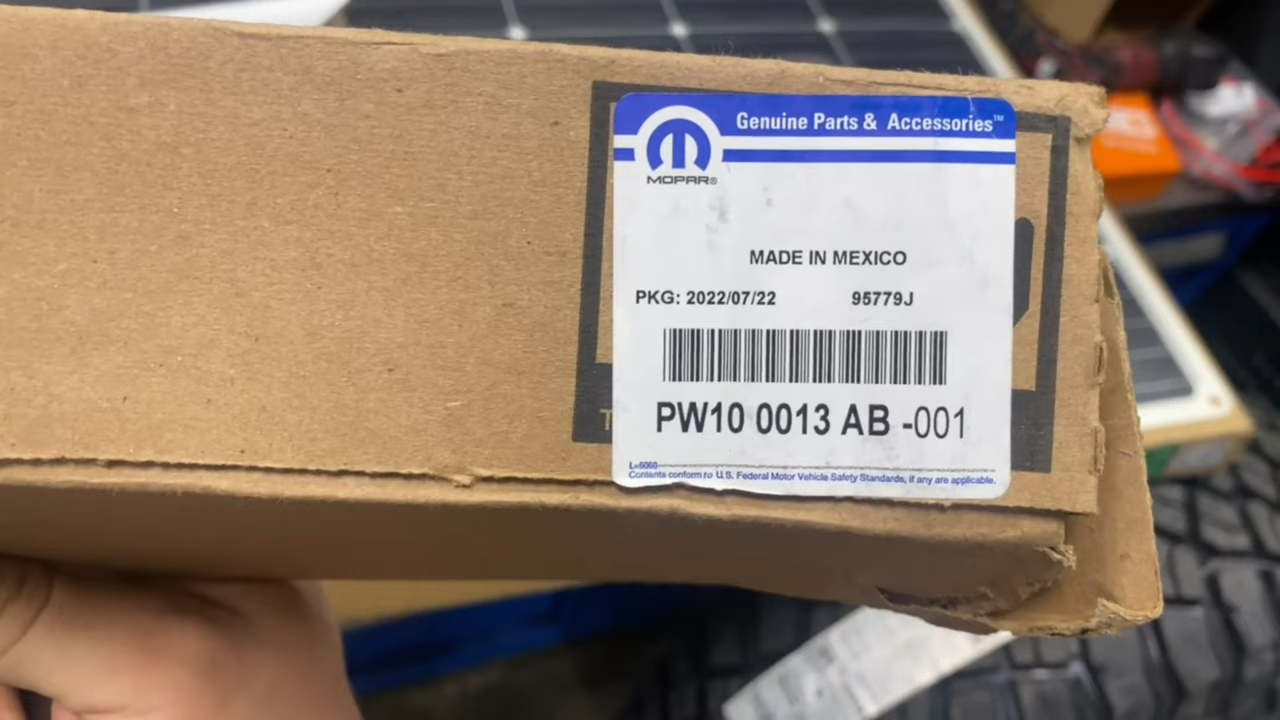 Genuine Parts & Accessories™
MOPAR®
MADE IN MEXICO
PKG: 2022/07/22 95779J
PW10 0013 AB -001
L-6060
Contents conform to U.S. Federal Motor Vehicle Safety Standards, if any are applicable.
T